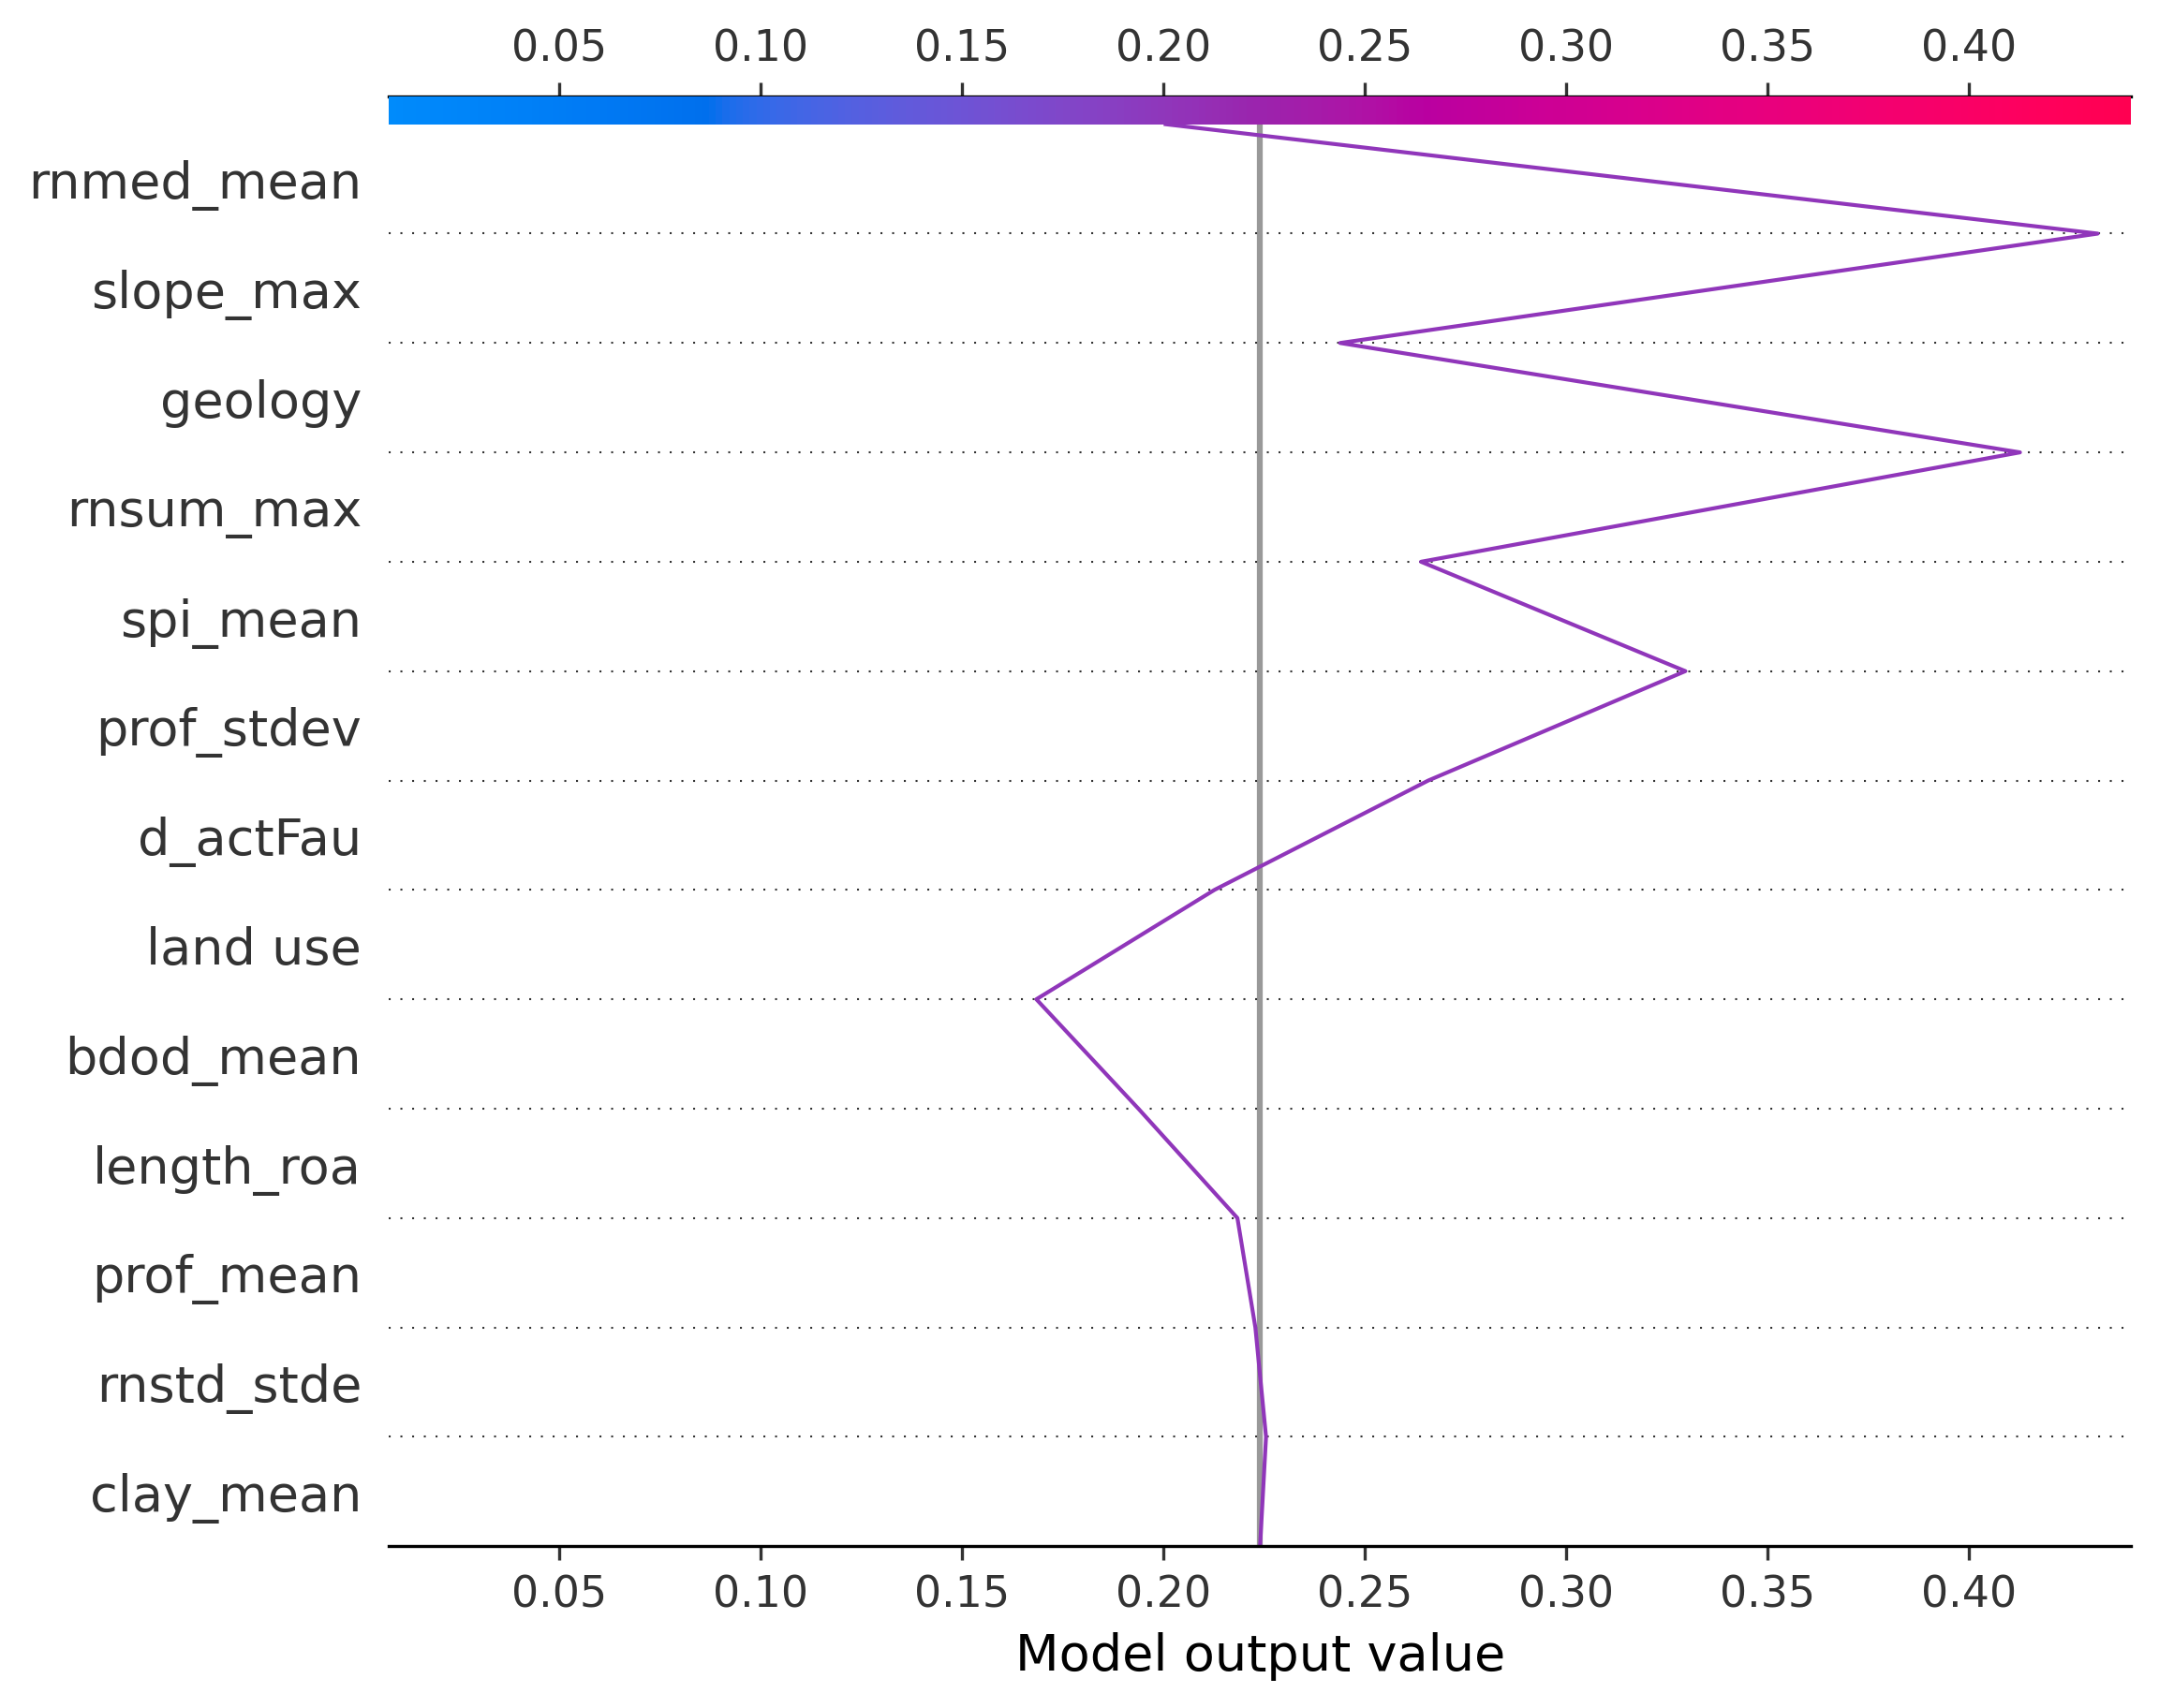 0.05 0.10 0.15 0.20 0.25 0.30 0.35 0.40
rnmed_mean
slope_max
geology
rnsum_max
spi_mean
prof_stdev
d_actFau
land use
bdod_mean
length_roa
prof_mean
rnstd_stde
clay_mean
0.05 0.10 0.15 0.20 0.25 0.30 0.35 0.40
Model output value